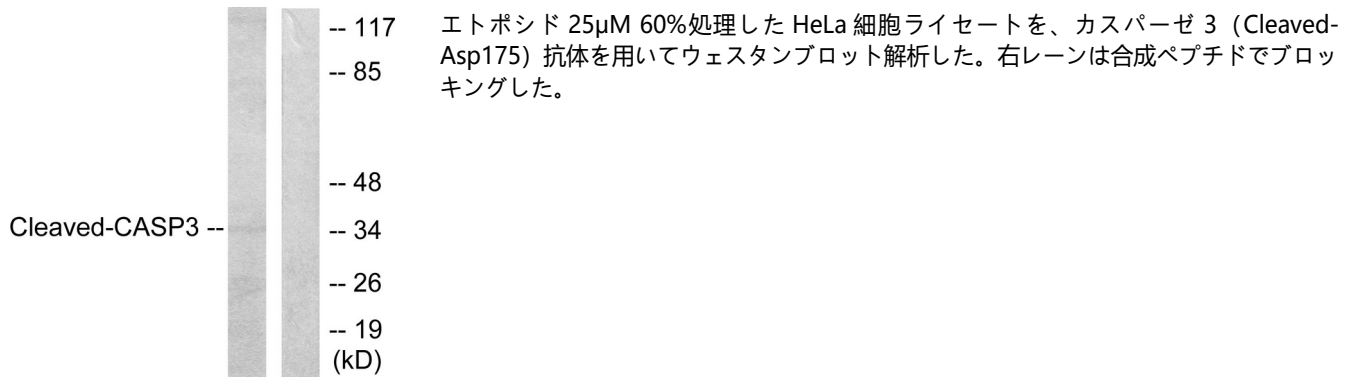 -- 117
-- 85
-- 48
Cleaved-CASP3 --
-- 34
-- 26
-- 19
(kD)
エトポシド 25µM 60%処理した HeLa 細胞ライセートを、カスパーゼ 3（Cleaved-
Asp175）抗体を用いてウェスタンブロット解析した。右レーンは合成ペプチドでブロッ
キングした。